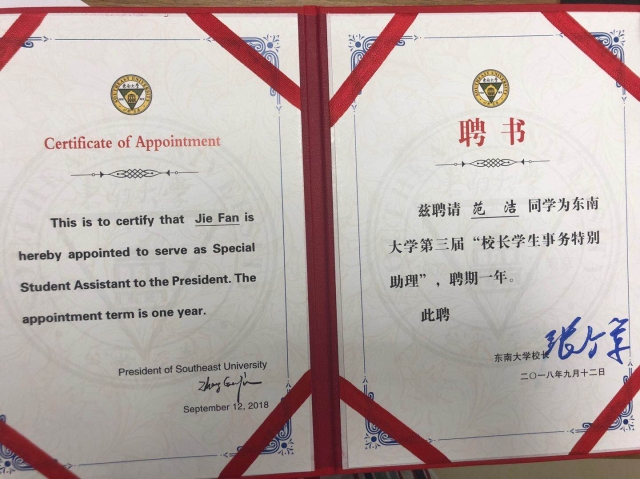 Certificate of Appointment
This is to certify that Jie Fan is
hereby appointed to serve as Special
Student Assistant to the President. The
appointment term is one year.
President of Southeast University
September 12, 2018
聘书
兹聘请 范洁 同学为东南
大学第三届“校长学生事务特别
助理”，聘期一年。
此聘
东南大学校长
二〇一八年九月十二日